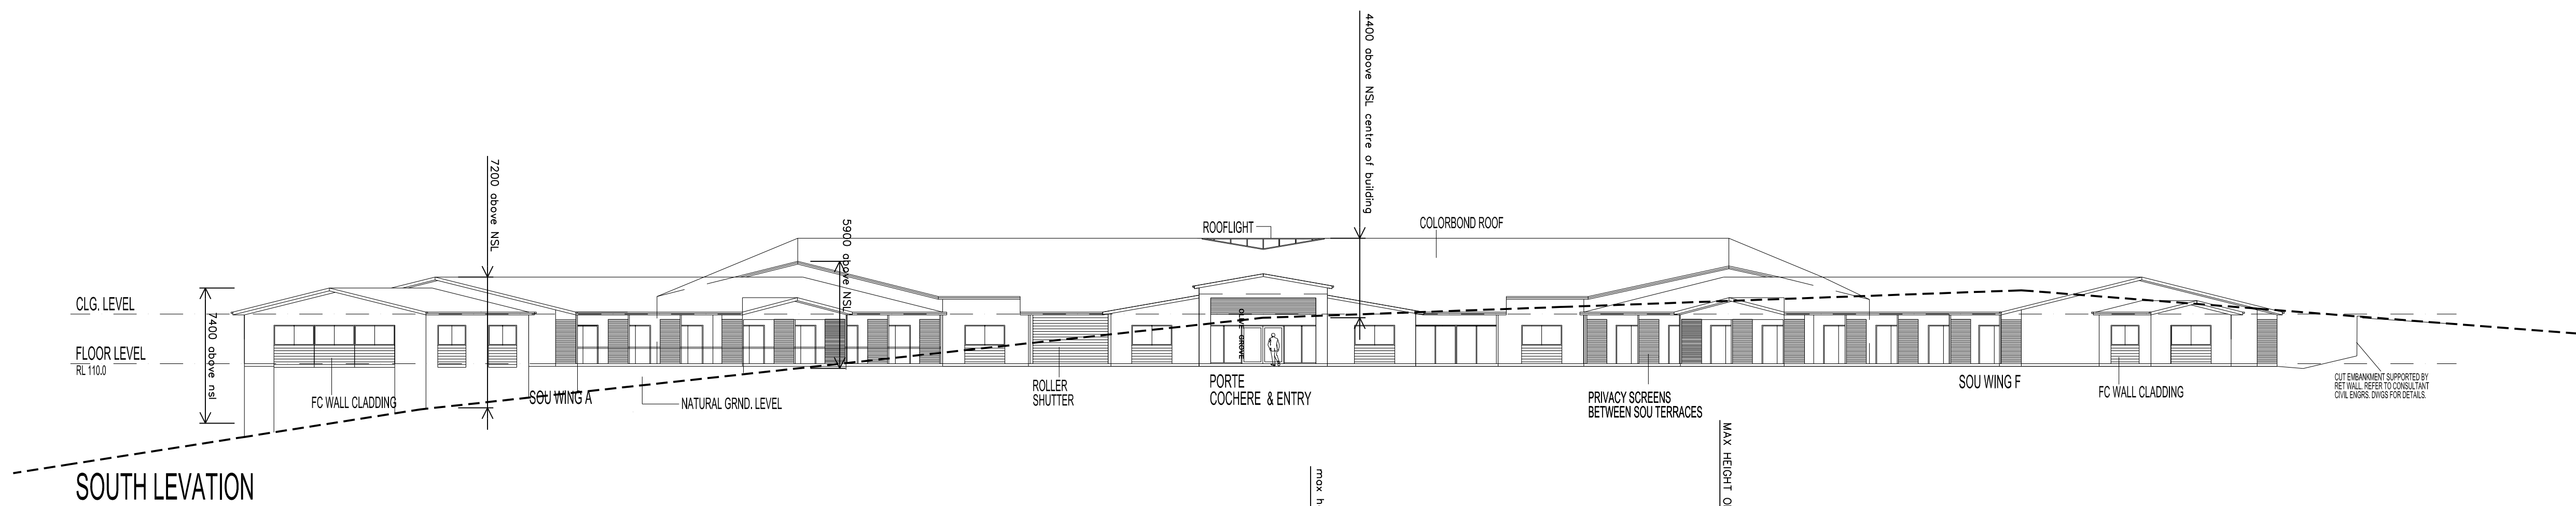 4400 above NSL centre of building
7200 above NSL
5900 above NSL
ROOFLIGHT
COLORBOND ROOF
CLG. LEVEL
7400 above nsl
OLIVE GROVE
FLOOR LEVEL
RL 110.0
FC WALL CLADDING
SOU WING A
NATURAL GRND. LEVEL
ROLLER
SHUTTER
PORTE
COCHERE & ENTRY
PRIVACY SCREENS
BETWEEN SOU TERRACES
SOU WING F
FC WALL CLADDING
CUT EMBANKMENT SUPPORTED BY
RET WALL. REFER TO CONSULTANT
CIVIL ENGRS. DWGS FOR DETAILS.
SOUTH LEVATION
max h
MAX HEIGHT O